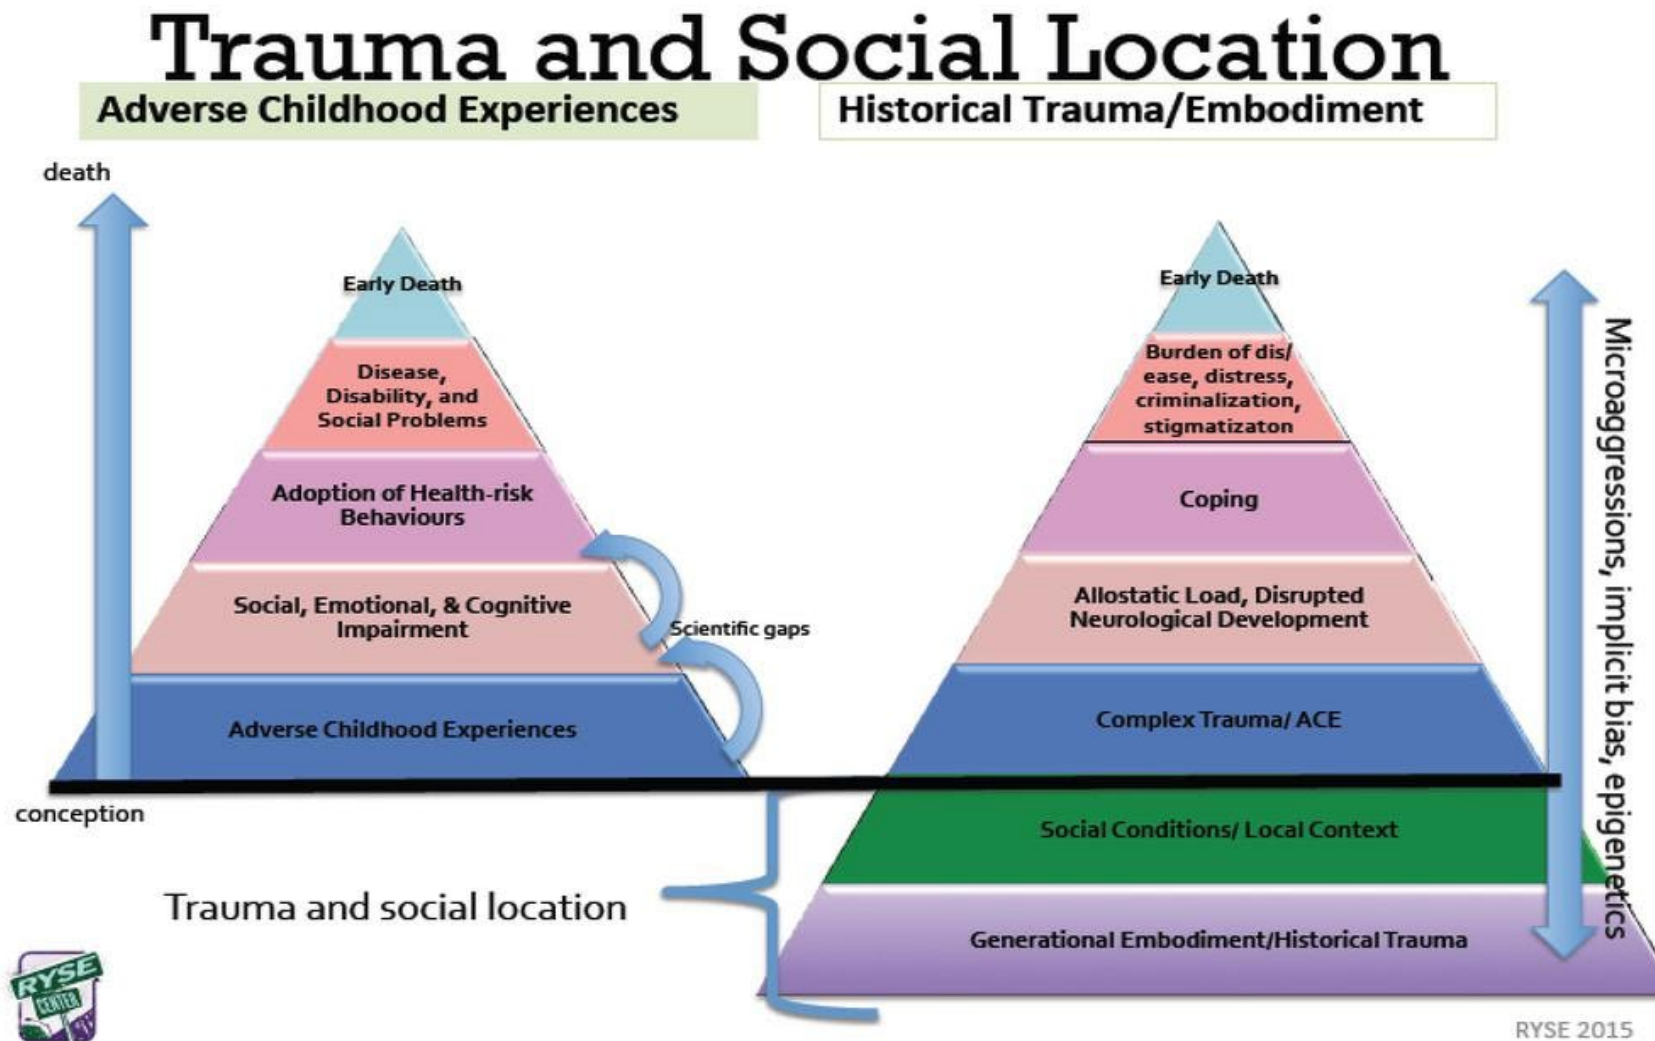 Trauma and Social Location
Adverse Childhood Experiences
Historical Trauma/Embodiment
death
Early Death
Disease,
Disability, and
Social Problems
Adoption of Health-risk
Behaviours
Social, Emotional, & Cognitive
Impairment
Scientific gaps
Adverse Childhood Experiences
conception
Early Death
Burden of dis/
ease, distress,
criminalization,
stigmatizaton
Coping
Allostatic Load, Disrupted
Neurological Development
Complex Trauma/ ACE
Social Conditions/ Local Context
Generational Embodiment/Historical Trauma
Microaggressions, implicit bias, epigenetics
Trauma and social location
RYSE
CENTER
RYSE 2015